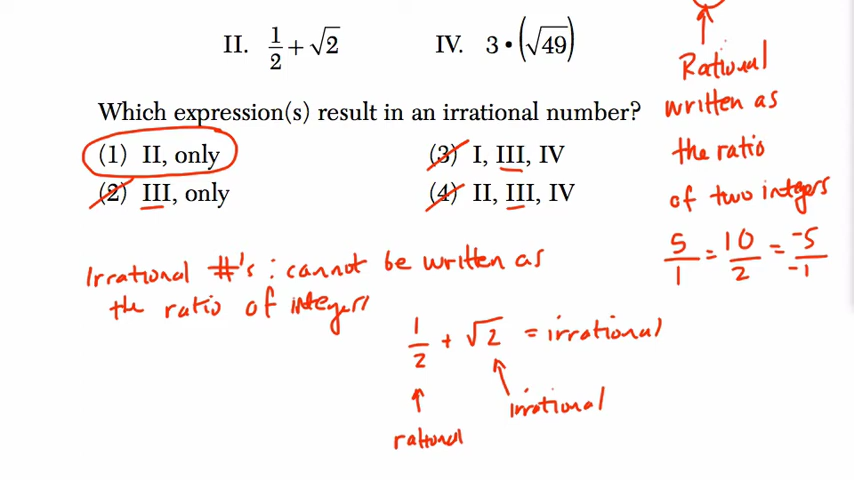 II. 1/2 + √2 IV. 3 • (√49)
Which expression(s) result in an irrational number?
(1) II, only (3) I, III, IV
(2) III, only (4) II, III, IV
Rational
written as
the ratio
of two integers
5/1 = 10/2 = -5/-1
Irrational #'s : cannot be written as
the ratio of integers
1/2 + √2 = irrational
irrational
rational